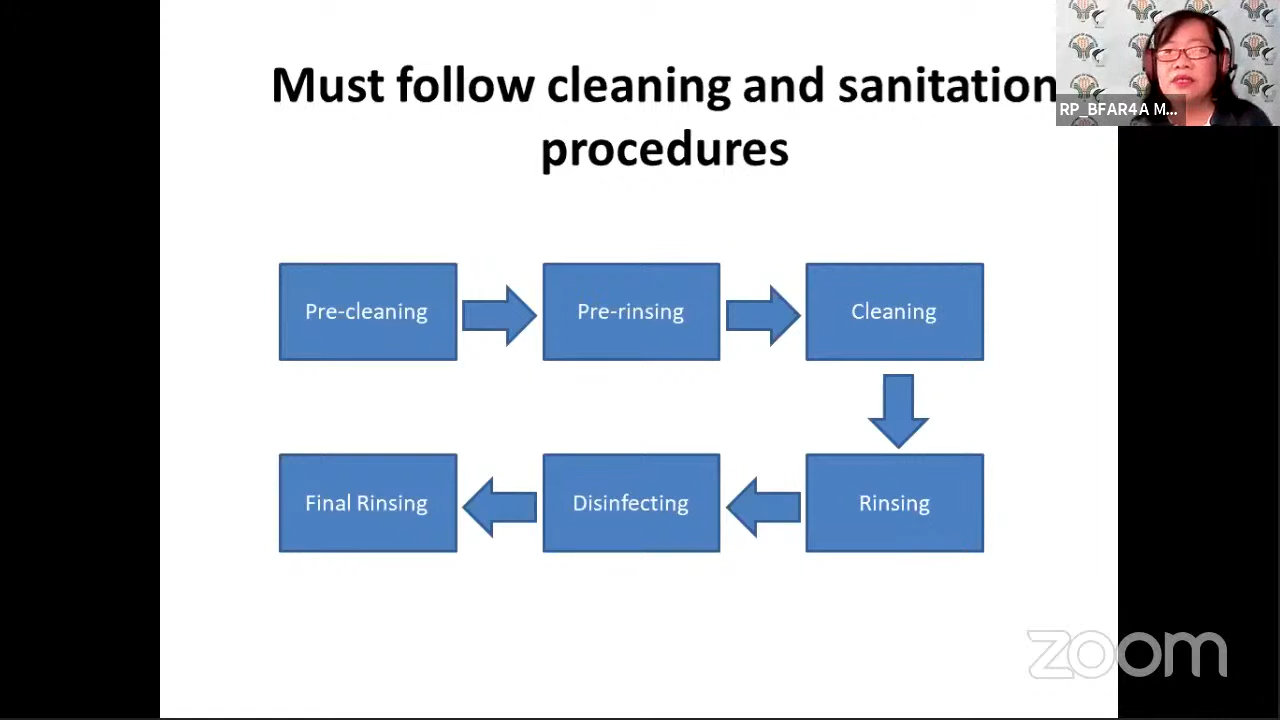 Must follow cleaning and sanitation
procedures
RP_BFAR4A M...
Pre-cleaning
Pre-rinsing
Cleaning
Rinsing
Disinfecting
Final Rinsing
zoom